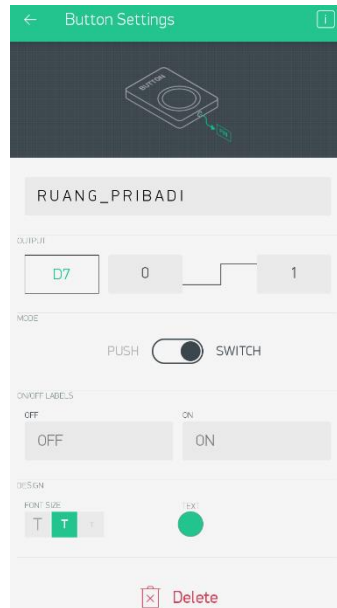 ← Button Settings i
BUTTON
PIN
RUANG_PRIBADI
OUTPUT
D7 0 1
MODE
PUSH SWITCH
ON/OFF LABELS
OFF ON
OFF ON
DESIGN
FONT SIZE TEXT
T T T
Delete